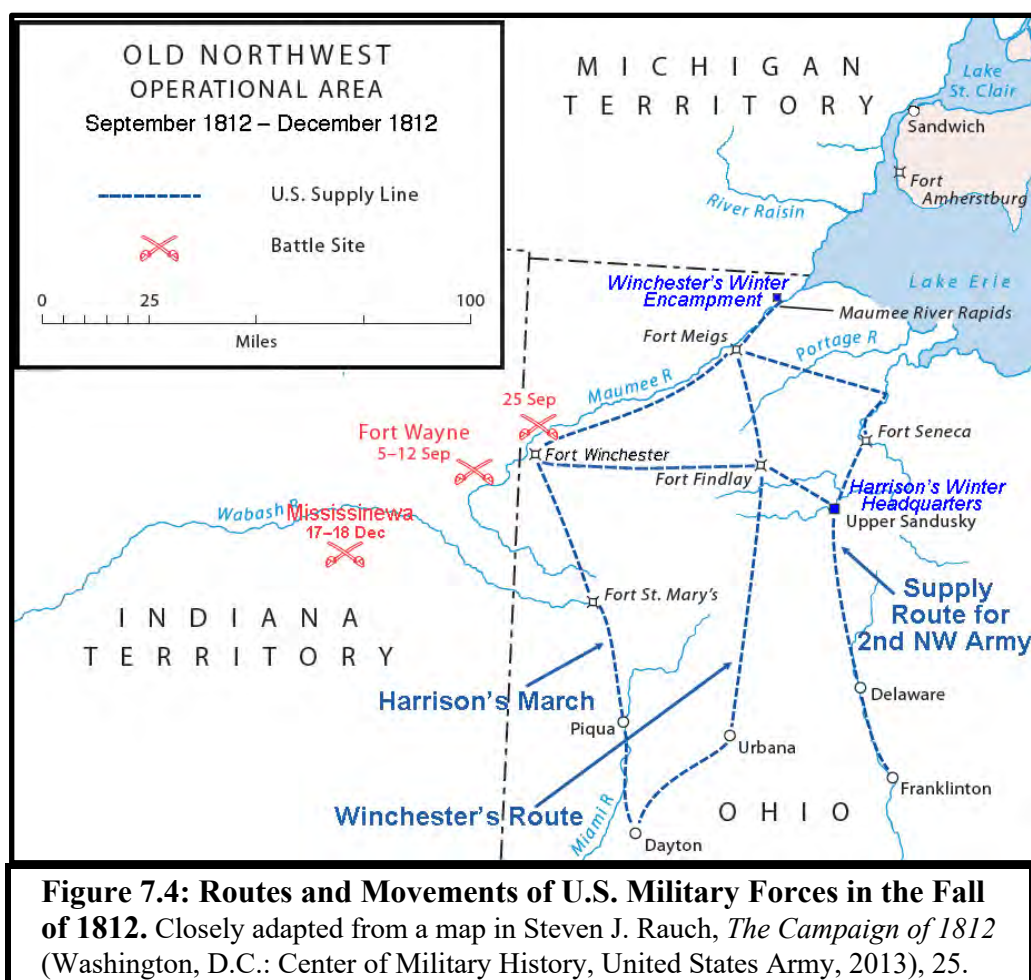 OLD NORTHWEST
OPERATIONAL AREA
September 1812 – December 1812
U.S. Supply Line
Battle Site
0 25 100
Miles
MICHIGAN
TERRITORY
Lake
St. Clair
Sandwich
Fort
Amherstburg
River Raisin
Lake Erie
Winchester's Winter
Encampment
Maumee River Rapids
Fort Meigs
Portage R
Maumee R
25 Sep
Fort Wayne
5–12 Sep
Fort Winchester
Fort Seneca
Fort Findlay
Harrison's Winter
Headquarters
Upper Sandusky
Wabash R
Mississinewa
17–18 Dec
Fort St. Mary's
Supply
Route for
2nd NW Army
INDIANA
TERRITORY
Harrison's March
Delaware
Piqua
Urbana
Franklinton
Winchester's Route
Miami R
OHIO
Dayton
Figure 7.4: Routes and Movements of U.S. Military Forces in the Fall
of 1812. Closely adapted from a map in Steven J. Rauch, The Campaign of 1812
(Washington, D.C.: Center of Military History, United States Army, 2013), 25.